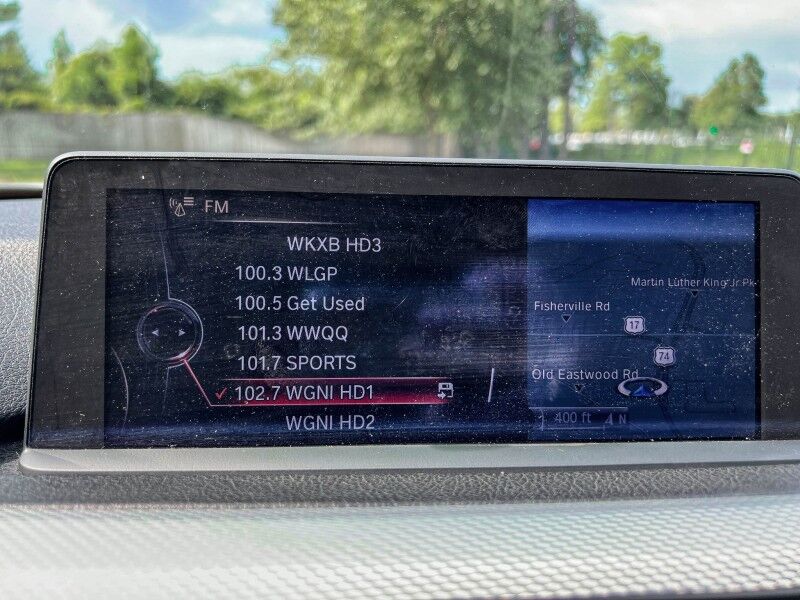 FM
WKXB HD3
100.3 WLGP
100.5 Get Used
101.3 WWQQ
101.7 SPORTS
102.7 WGNI HD1
WGNI HD2
Martin Luther King Jr Pk
Fisherville Rd
17
74
Old Eastwood Rd
400 ft N